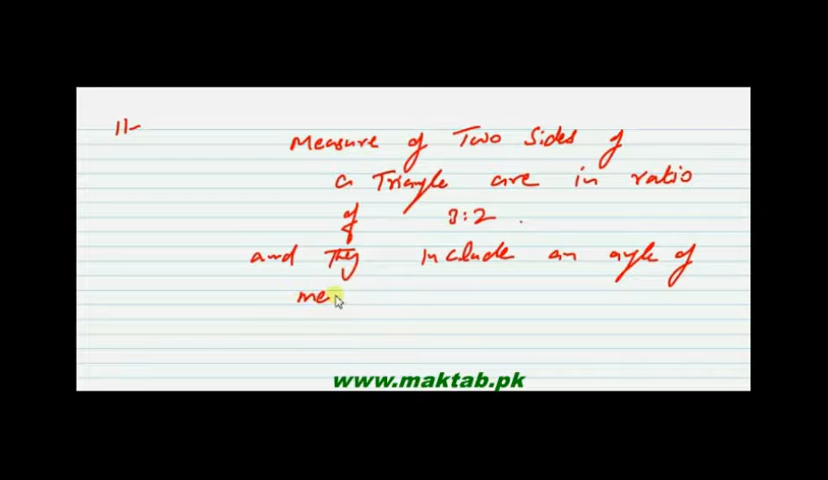 11-
Measure of Two Sides of
a Triangle are in ratio
of 3:2 .
and they include an angle of
me
www.maktab.pk